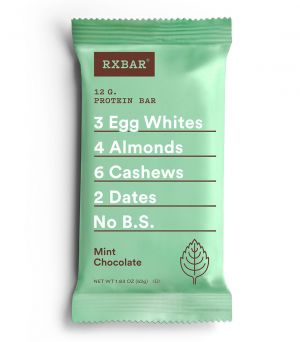 RXBAR®
12 G.
PROTEIN BAR
3 Egg Whites
4 Almonds
6 Cashews
2 Dates
No B.S.
Mint
Chocolate
NET WT 1.83 OZ (52g)